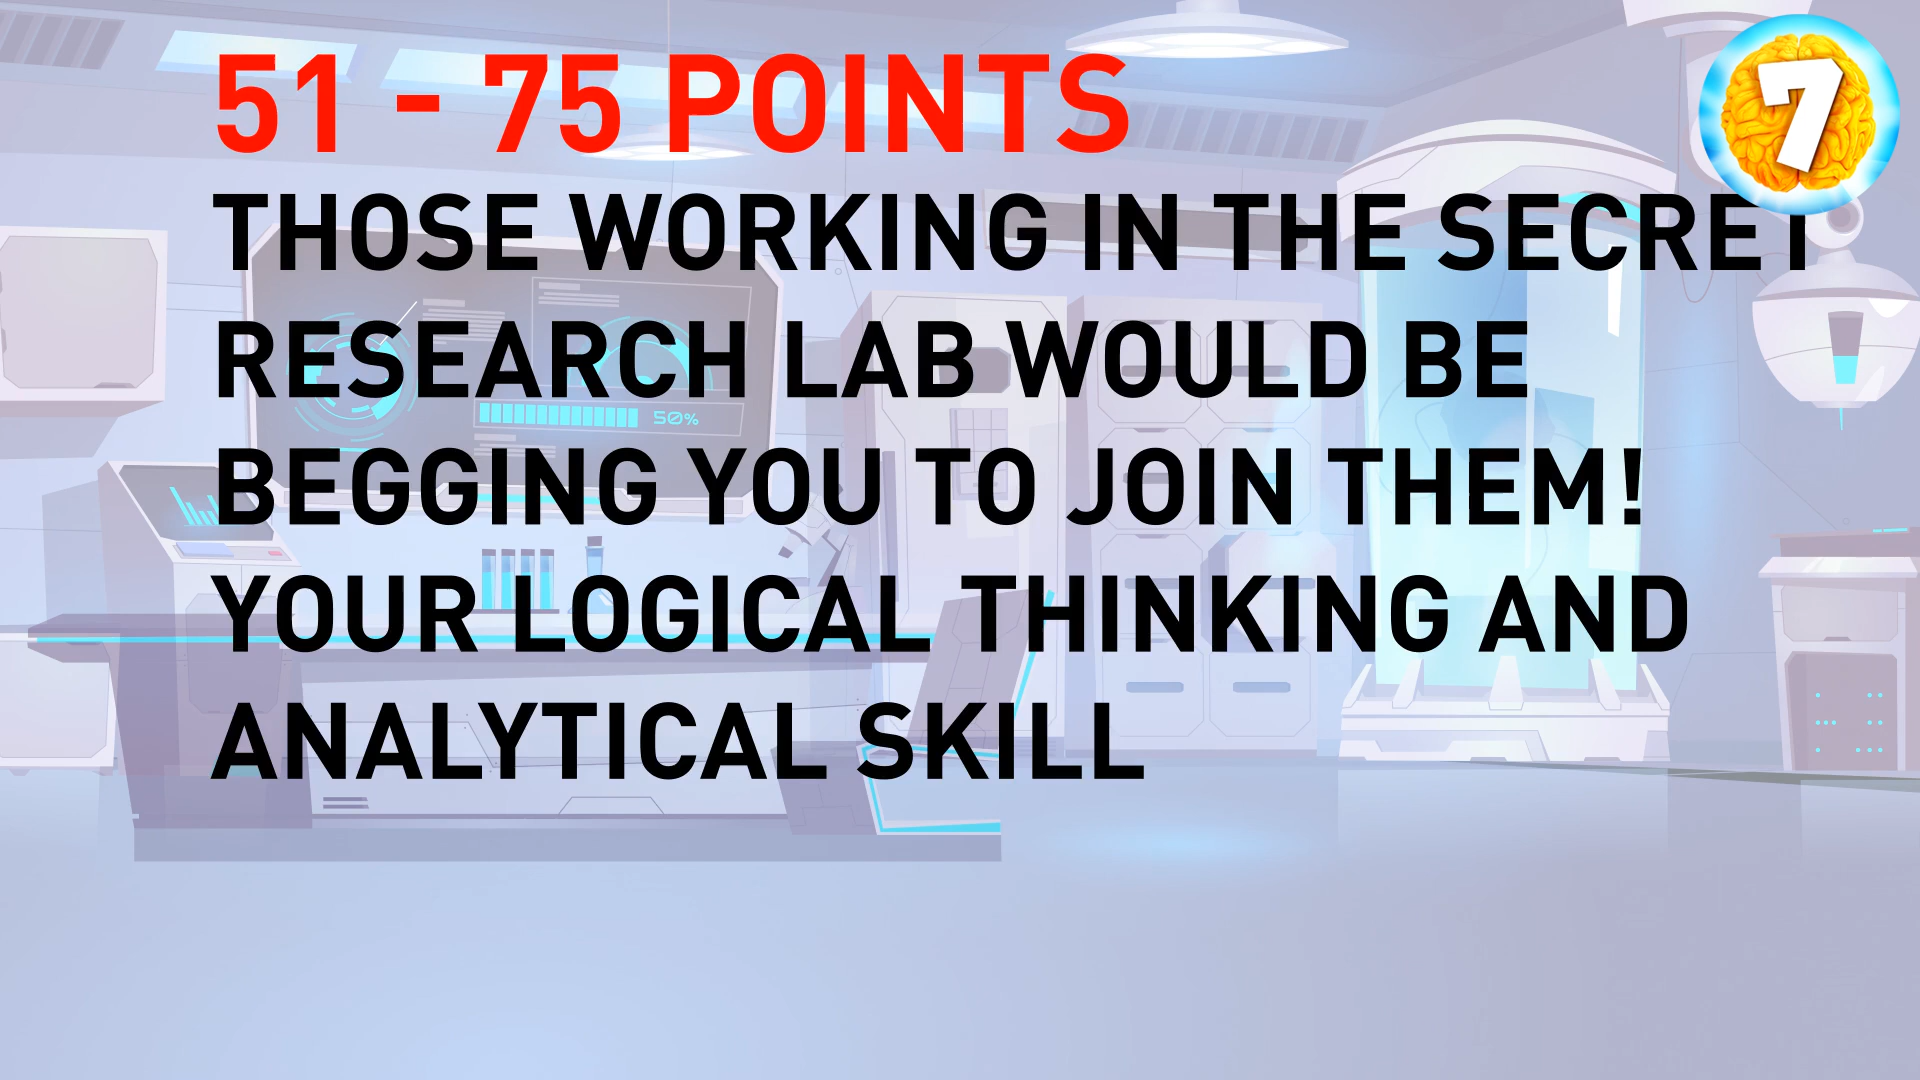 51 - 75 POINTS
7
THOSE WORKING IN THE SECRET
RESEARCH LAB WOULD BE
50%
BEGGING YOU TO JOIN THEM!
YOUR LOGICAL THINKING AND
ANALYTICAL SKILL